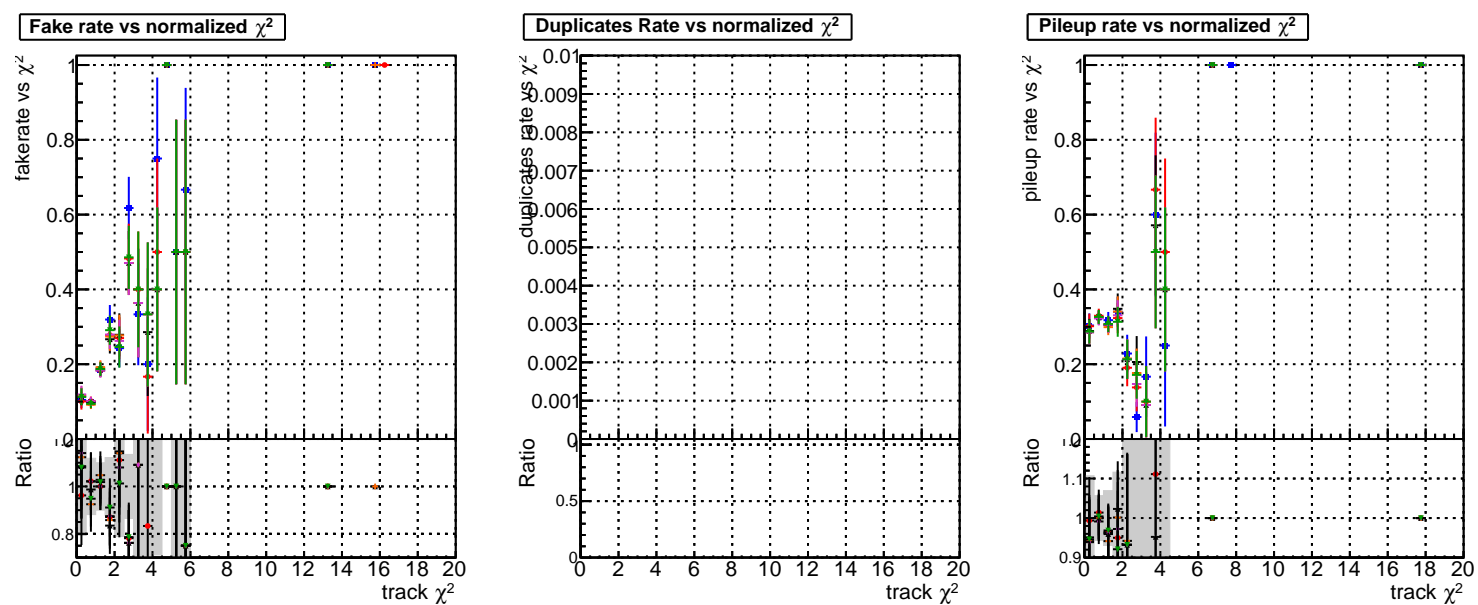 Fake rate vs normalized χ²
fakerate vs χ²
1
0.8
0.6
0.4
0.2
0
Ratio
1.2
1
0.8
0 2 4 6 8 10 12 14 16 18 20
track χ²
Duplicates Rate vs normalized χ²
duplicates rate vs χ²
0.01
0.009
0.008
0.007
0.006
0.005
0.004
0.003
0.002
0.001
0
Ratio
1
0.5
0
0 2 4 6 8 10 12 14 16 18 20
track χ²
Pileup rate vs normalized χ²
pileup rate vs χ²
1
0.8
0.6
0.4
0.2
0
Ratio
1.1
1
0.9
0 2 4 6 8 10 12 14 16 18 20
track χ²